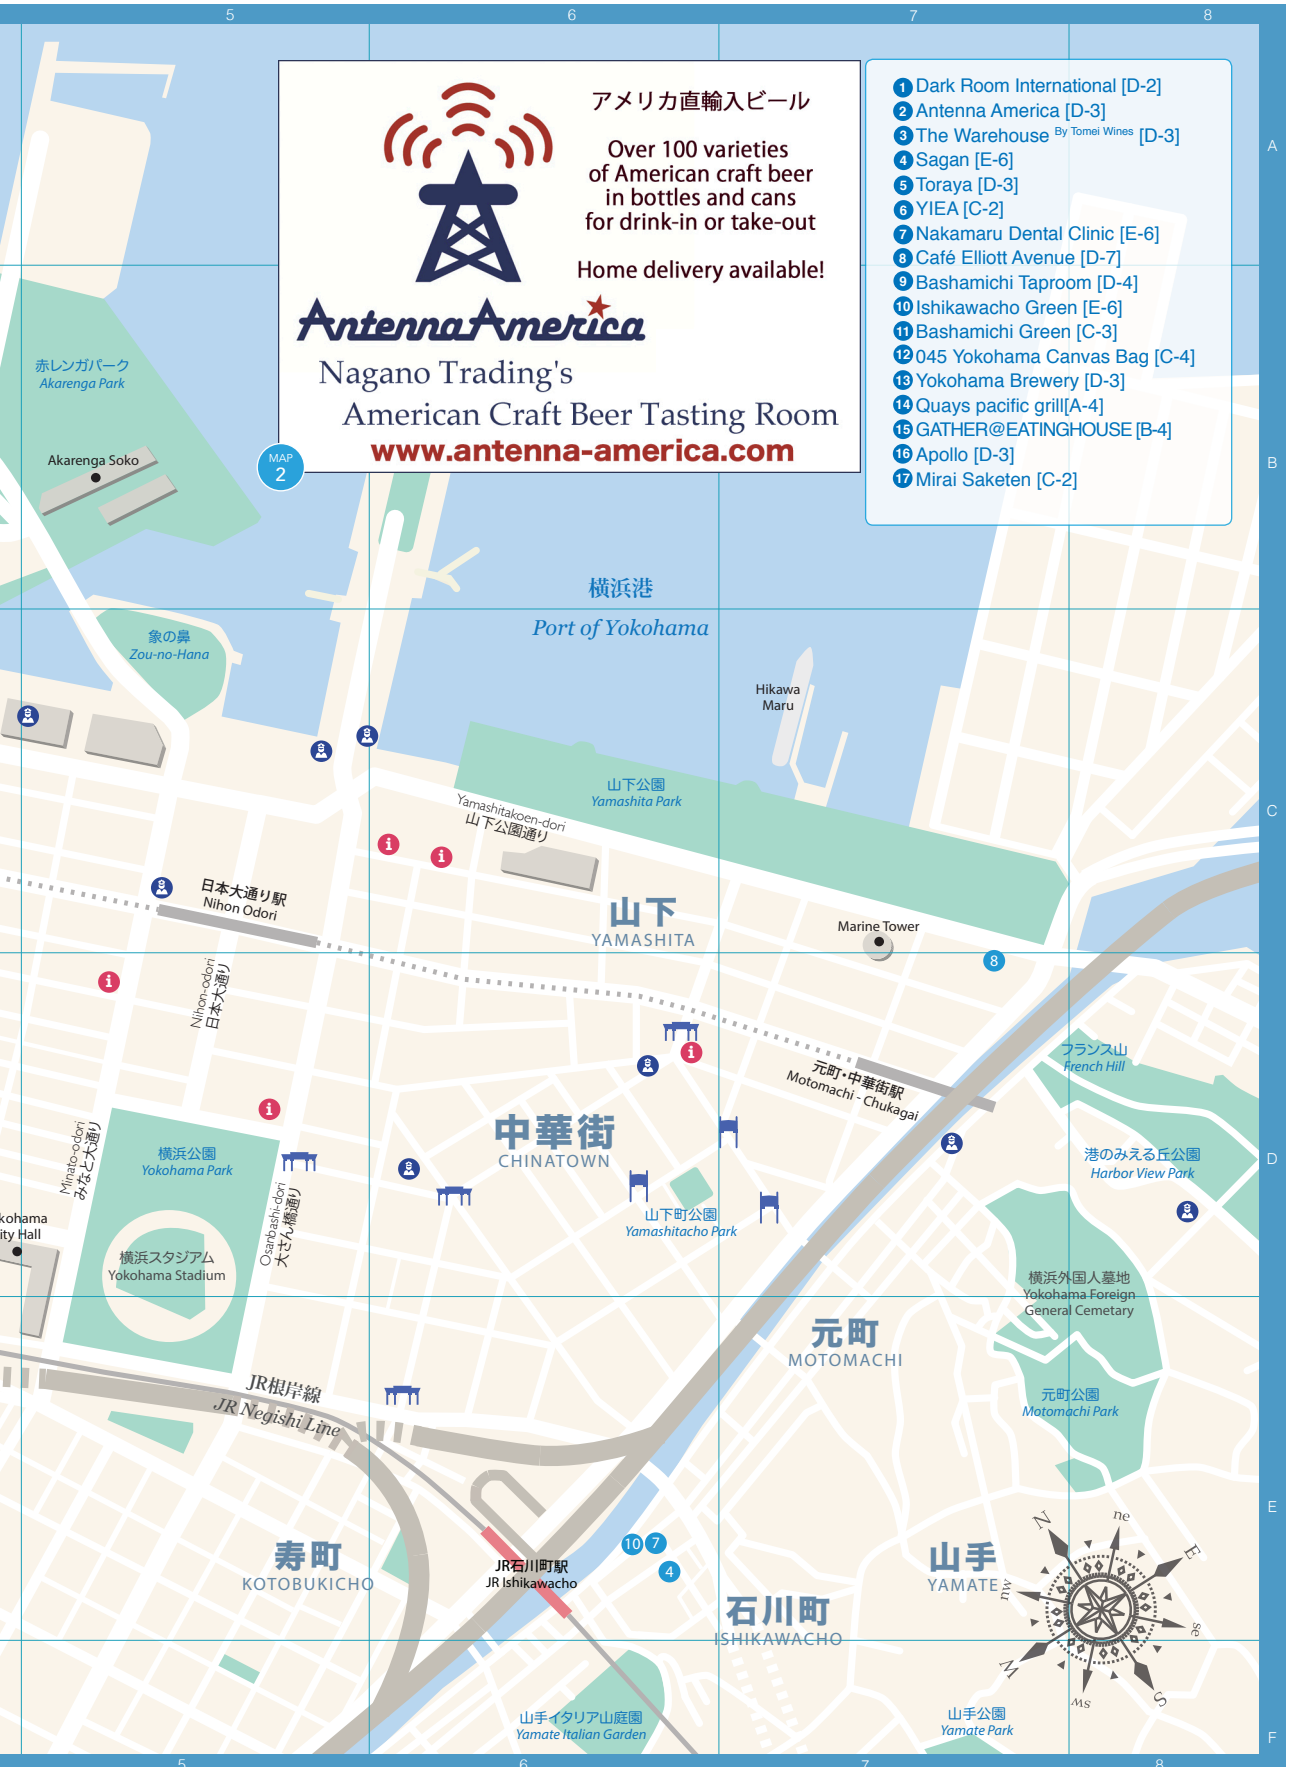 5
6
7
8
アメリカ直輸入ビール
Over 100 varieties
of American craft beer
in bottles and cans
for drink-in or take-out
Home delivery available!
Antenna America
Nagano Trading's
American Craft Beer Tasting Room
www.antenna-america.com
MAP
2
1 Dark Room International [D-2]
2 Antenna America [D-3]
3 The Warehouse By Tomei Wines [D-3]
4 Sagan [E-6]
5 Toraya [D-3]
6 YIEA [C-2]
7 Nakamaru Dental Clinic [E-6]
8 Café Elliott Avenue [D-7]
9 Bashamichi Taproom [D-4]
10 Ishikawacho Green [E-6]
11 Bashamichi Green [C-3]
12 045 Yokohama Canvas Bag [C-4]
13 Yokohama Brewery [D-3]
14 Quays pacific grill[A-4]
15 GATHER@EATINGHOUSE [B-4]
16 Apollo [D-3]
17 Mirai Saketen [C-2]
A
B
C
D
E
F
赤レンガパーク
Akarenga Park
Akarenga Soko
横浜港
Port of Yokohama
象の鼻
Zou-no-Hana
Hikawa
Maru
山下公園
Yamashita Park
Yamashitakoen-dori
山下公園通り
i
i
日本大通り駅
Nihon Odori
山下
YAMASHITA
Marine Tower
8
i
Nihon-odori
日本大通り
i
フランス山
French Hill
元町・中華街駅
Motomachi - Chukagai
i
中華街
CHINATOWN
Minato-odori
みなと大通り
横浜公園
Yokohama Park
港のみえる丘公園
Harbor View Park
Osanbashi-dori
大さん橋通り
山下町公園
Yamashitacho Park
kohama
ity Hall
横浜スタジアム
Yokohama Stadium
横浜外国人墓地
Yokohama Foreign
General Cemetary
元町
MOTOMACHI
JR根岸線
JR Negishi Line
元町公園
Motomachi Park
寿町
KOTOBUKICHO
JR石川町駅
JR Ishikawacho
10
7
4
石川町
ISHIKAWACHO
山手
YAMATE
N
ne
E
se
S
sw
W
nw
山手イタリア山庭園
Yamate Italian Garden
山手公園
Yamate Park
5
6
7
8